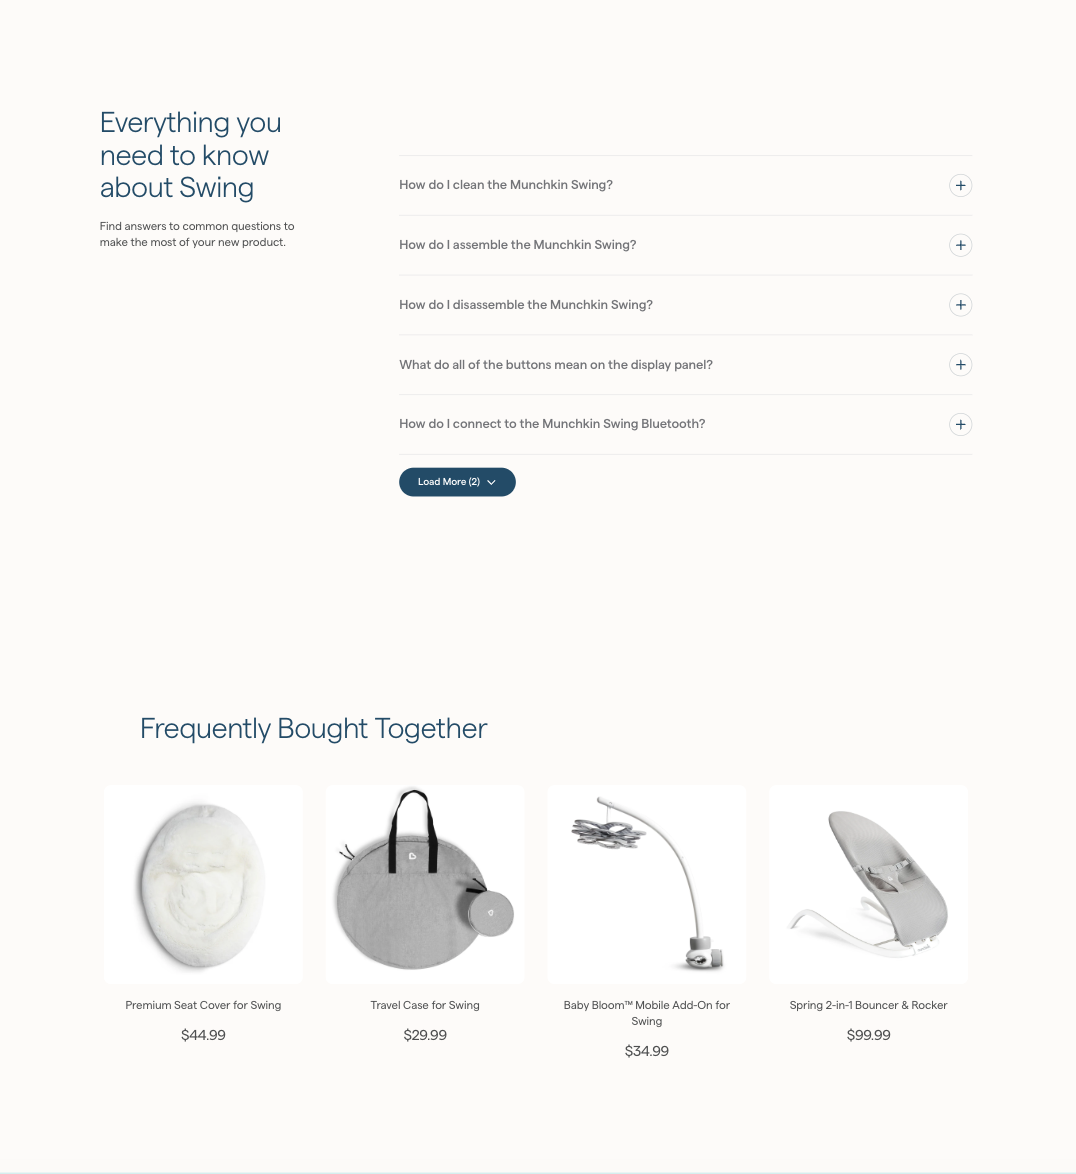 Everything you
need to know
about Swing
Find answers to common questions to
make the most of your new product.
How do I clean the Munchkin Swing?
How do I assemble the Munchkin Swing?
How do I disassemble the Munchkin Swing?
What do all of the buttons mean on the display panel?
How do I connect to the Munchkin Swing Bluetooth?
Load More (2)
Frequently Bought Together
Premium Seat Cover for Swing
$44.99
Travel Case for Swing
$29.99
Baby Bloom™ Mobile Add-On for
Swing
$34.99
Spring 2-in-1 Bouncer & Rocker
$99.99